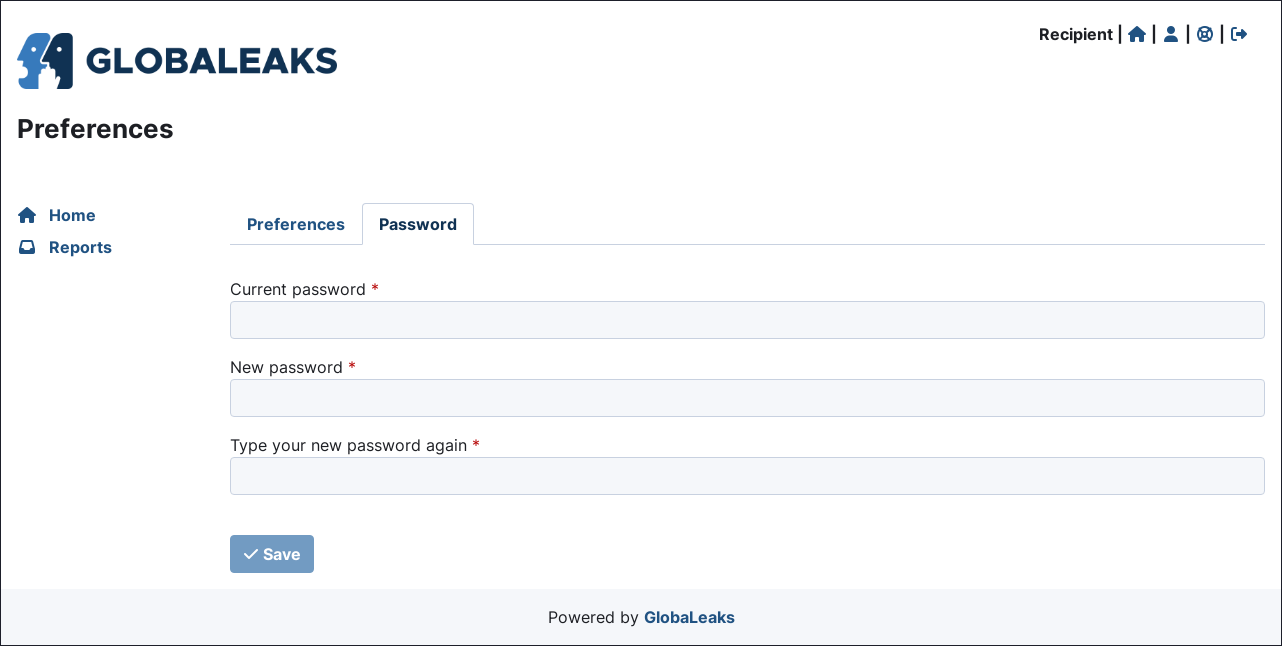 Recipient | | | |
GLOBALEAKS
Preferences
Home
Reports
Preferences
Password
Current password *
New password *
Type your new password again *
Save
Powered by GlobaLeaks